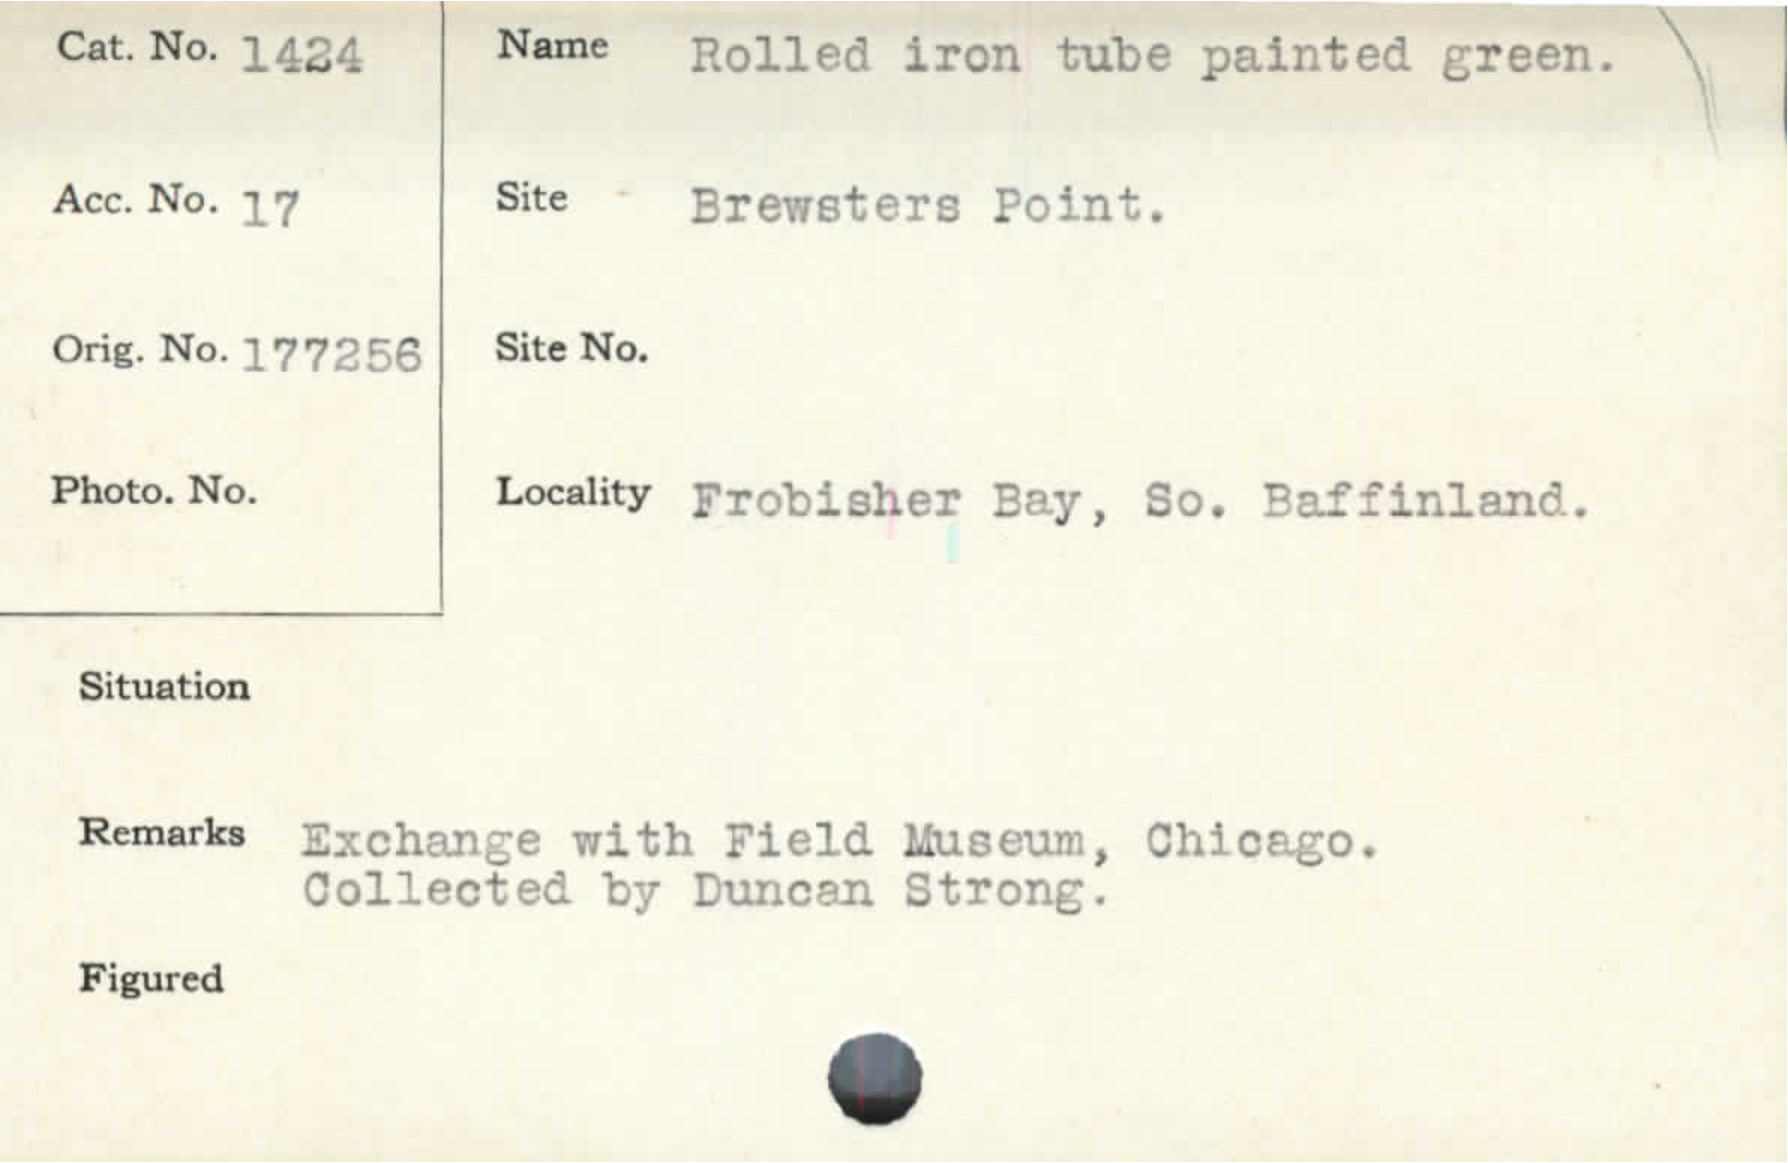 Cat. No. 1424
Name Rolled iron tube painted green.
Acc. No. 17
Site Brewsters Point.
Orig. No. 177256
Site No.
Photo. No.
Locality Frobisher Bay, So. Baffinland.
Situation
Remarks Exchange with Field Museum, Chicago.
Collected by Duncan Strong.
Figured